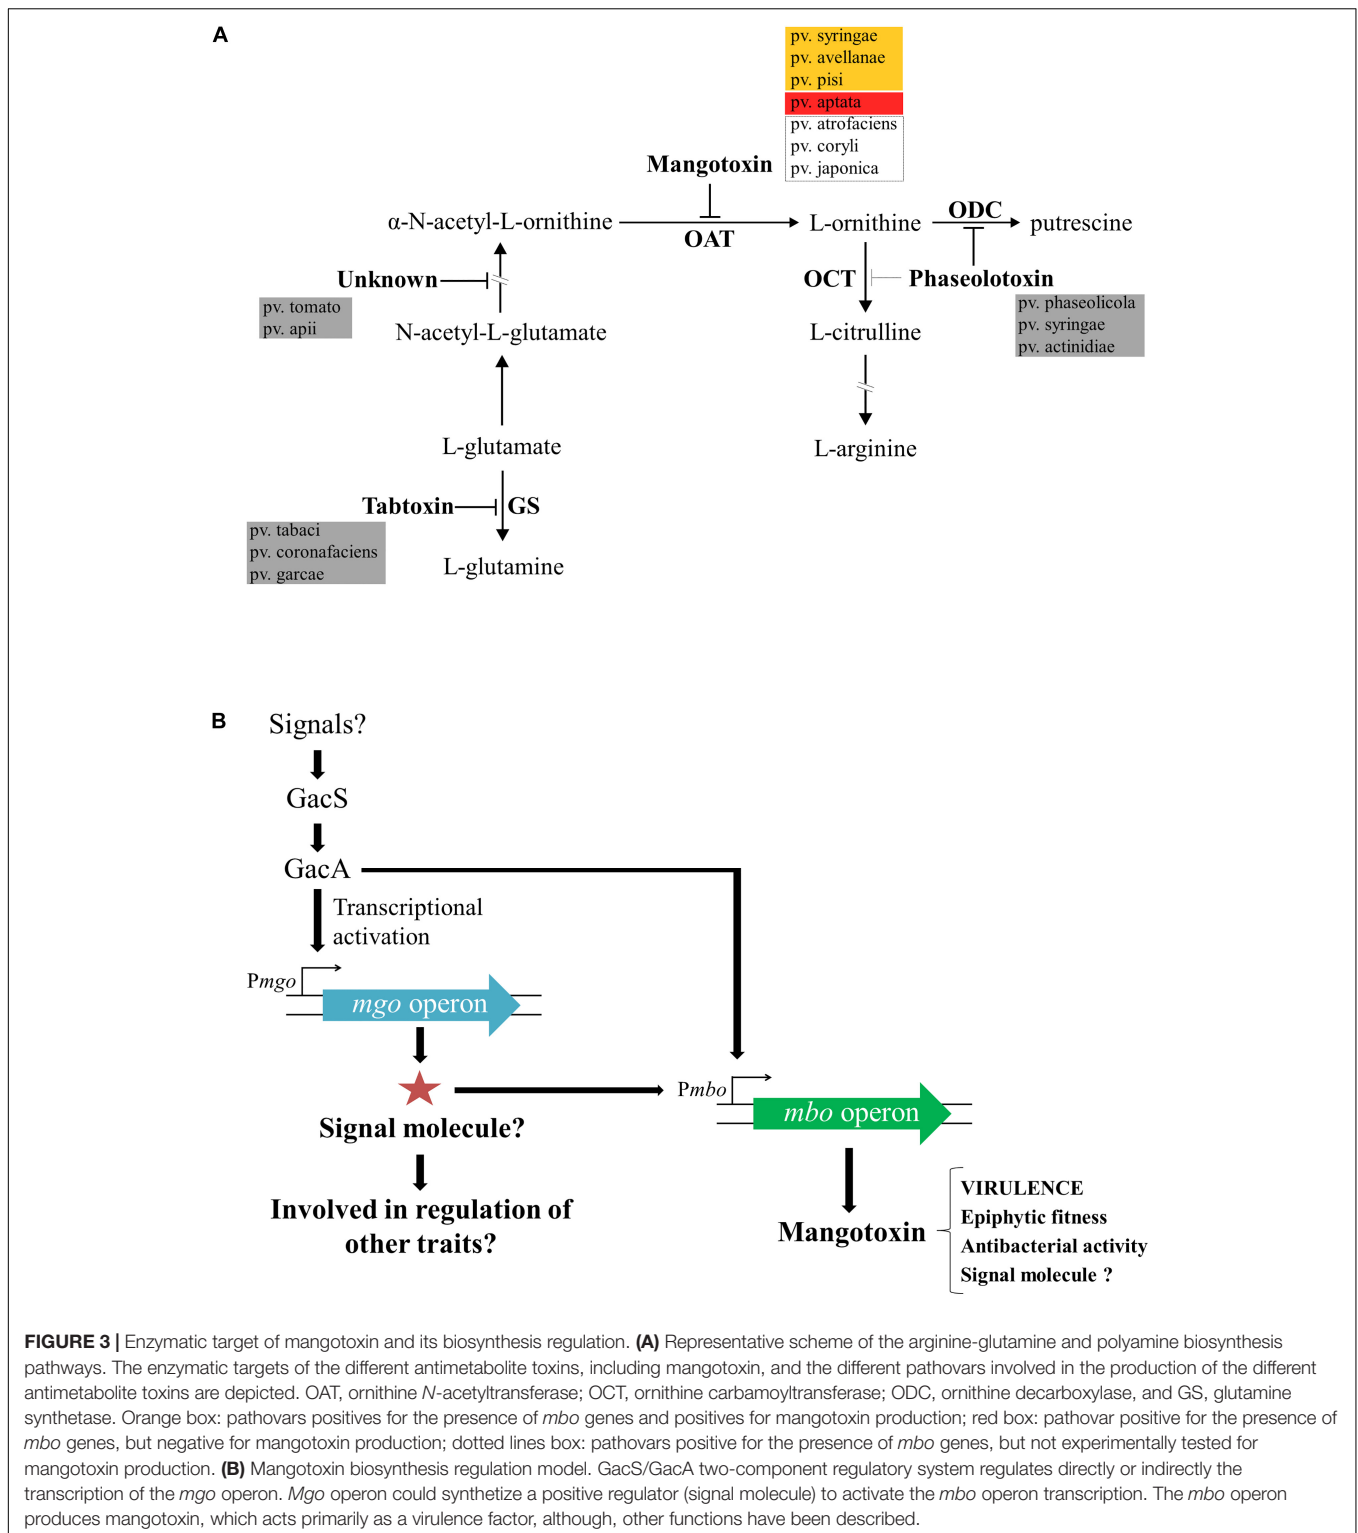 A
pv. syringae
pv. avellanae
pv. pisi
pv. aptata
pv. atrofaciens
pv. coryli
pv. japonica
Mangotoxin
α-N-acetyl-L-ornithine
OAT
L-ornithine
ODC
putrescine
Unknown
OCT
Phaseolotoxin
pv. tomato
pv. apii
pv. phaseolicola
pv. syringae
pv. actinidiae
N-acetyl-L-glutamate
L-citrulline
L-glutamate
L-arginine
Tabtoxin
GS
pv. tabaci
pv. coronafaciens
pv. garcae
L-glutamine
B
Signals?
GacS
GacA
Transcriptional
activation
Pmgo
mgo operon
Pmbo
mbo operon
Signal molecule?
Involved in regulation of
other traits?
Mangotoxin
VIRULENCE
Epiphytic fitness
Antibacterial activity
Signal molecule ?
FIGURE 3 | Enzymatic target of mangotoxin and its biosynthesis regulation. (A) Representative scheme of the arginine-glutamine and polyamine biosynthesis
pathways. The enzymatic targets of the different antimetabolite toxins, including mangotoxin, and the different pathovars involved in the production of the different
antimetabolite toxins are depicted. OAT, ornithine N-acetyltransferase; OCT, ornithine carbamoyltransferase; ODC, ornithine decarboxylase, and GS, glutamine
synthetase. Orange box: pathovars positives for the presence of mbo genes and positives for mangotoxin production; red box: pathovar positive for the presence of
mbo genes, but negative for mangotoxin production; dotted lines box: pathovars positive for the presence of mbo genes, but not experimentally tested for
mangotoxin production. (B) Mangotoxin biosynthesis regulation model. GacS/GacA two-component regulatory system regulates directly or indirectly the
transcription of the mgo operon. Mgo operon could synthetize a positive regulator (signal molecule) to activate the mbo operon transcription. The mbo operon
produces mangotoxin, which acts primarily as a virulence factor, although, other functions have been described.